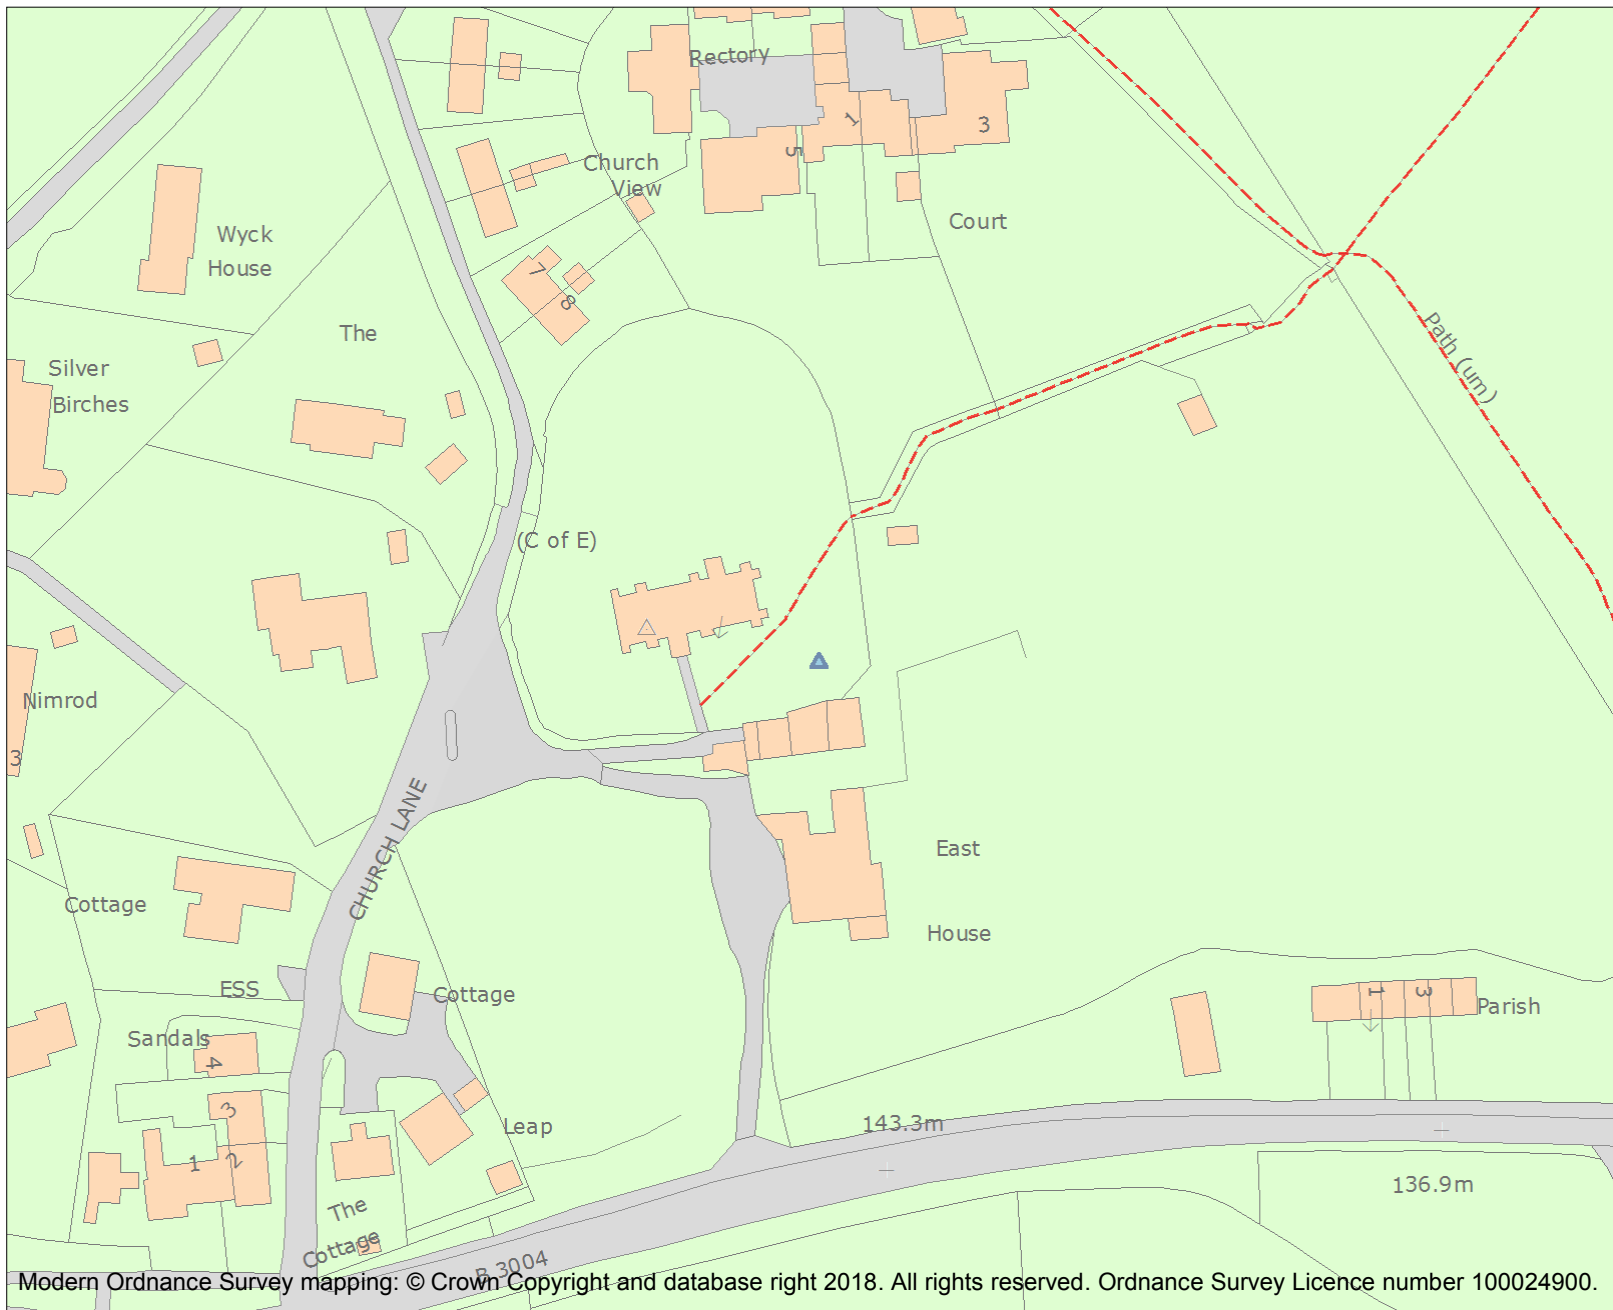 Rectory
1
3
5
Church
View
Court
Wyck
House
7
8
The
Path (um)
Silver
Birches
(C of E)
Nimrod
3
CHURCH LANE
East
House
Cottage
ESS
Cottage
1
3
Parish
Sandals
4
3
1
2
Leap
143.3m
136.9m
The
Cottage
B 3004
Modern Ordnance Survey mapping: © Crown Copyright and database right 2018. All rights reserved. Ordnance Survey Licence number 100024900.